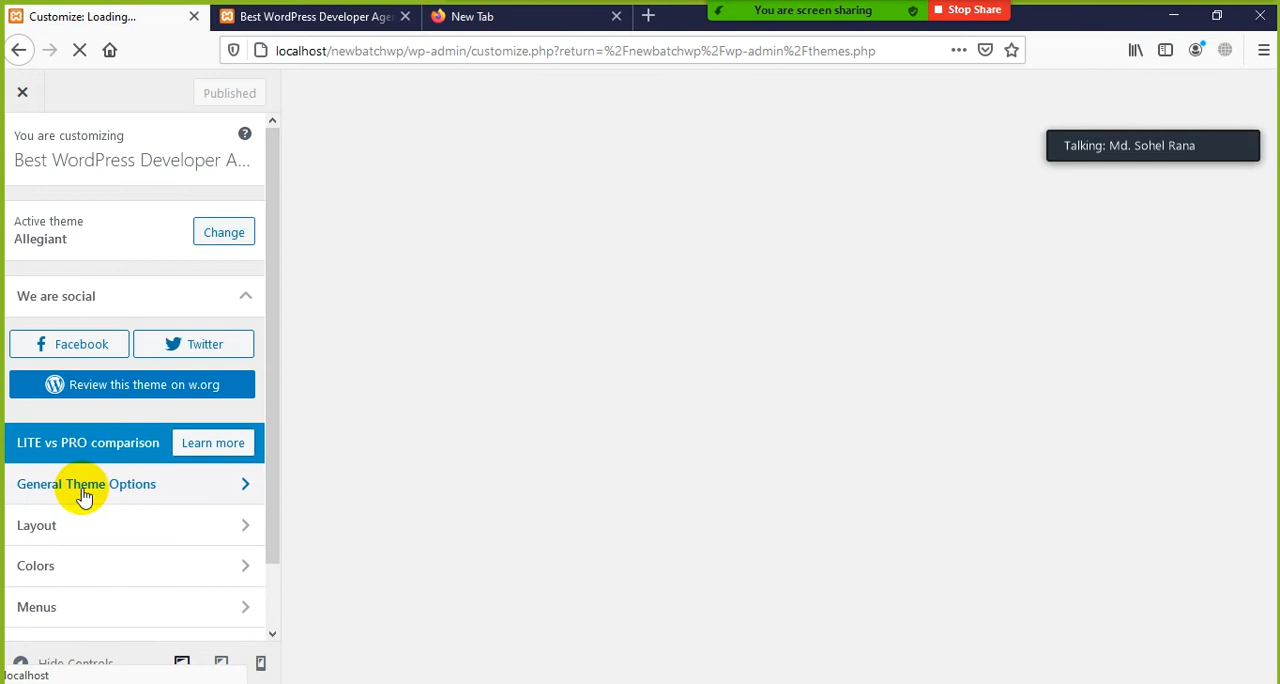 Customize: Loading...
Best WordPress Developer Age
New Tab
You are screen sharing
Stop Share
localhost/newbatchwp/wp-admin/customize.php?return=%2Fnewbatchwp%2Fwp-admin%2Fthemes.php
Published
Talking: Md. Sohel Rana
You are customizing
Best WordPress Developer A...
Active theme
Allegiant
Change
We are social
Facebook
Twitter
Review this theme on w.org
LITE vs PRO comparison
Learn more
General Theme Options
Layout
Colors
Menus
Hide Controls
localhost